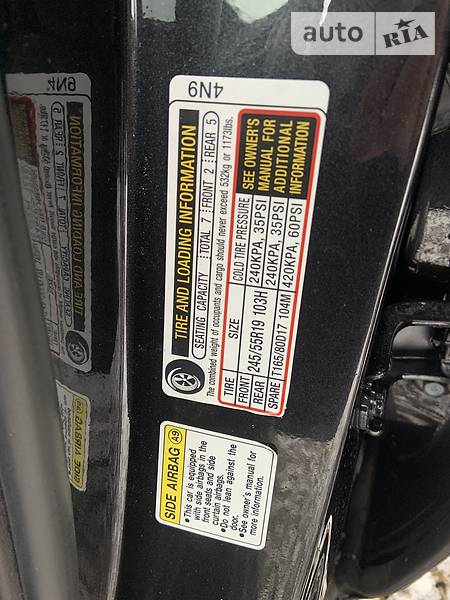 auto RIA
4N9
TIRE AND LOADING INFORMATION
SEATING CAPACITY TOTAL 7 FRONT 2 REAR 5
The combined weight of occupants and cargo should never exceed 532kg or 1173lbs.
TIRE SIZE COLD TIRE PRESSURE
FRONT 245/55R19 103H 240KPA, 35PSI
REAR 240KPA, 35PSI
SPARE T165/80D17 104M 420KPA, 60PSI
SEE OWNER'S
MANUAL FOR
ADDITIONAL
INFORMATION
SIDE AIRBAG A9
•This car is equipped
with side airbags in the
front seats and side
curtain airbags.
•Do not lean against the
door.
•See owner's manual for
more information.